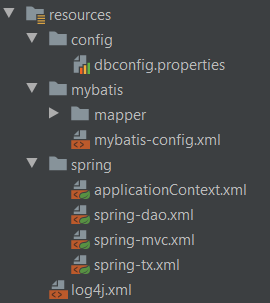 resources
config
dbconfig.properties
mybatis
mapper
mybatis-config.xml
spring
applicationContext.xml
spring-dao.xml
spring-mvc.xml
spring-tx.xml
log4j.xml